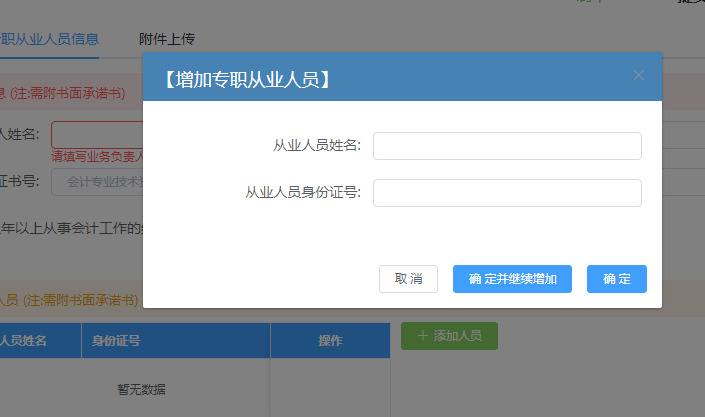 职从业人员信息 附件上传
【增加专职从业人员】
息 (注:需附书面承诺书)
人姓名:
请填写业务负责人
证书号: 会计专业技术资
从业人员姓名:
从业人员身份证号:
年以上从事会计工作的
取 消 确 定并继续增加 确 定
人员 (注:需附书面承诺书)
人员姓名 身份证号 操作 + 添加人员
暂无数据